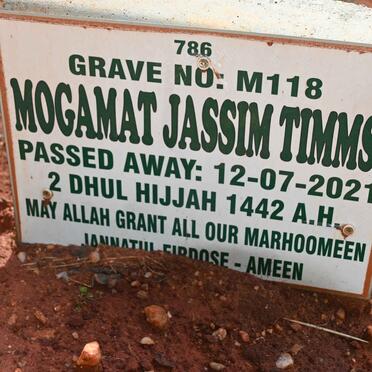 786
GRAVE NO: M118
MOGAMAT JASSIM TIMMS
PASSED AWAY: 12-07-2021
2 DHUL HIJJAH 1442 A.H.
MAY ALLAH GRANT ALL OUR MARHOOMEEN
JANNATUL FIRDOSE - AMEEN